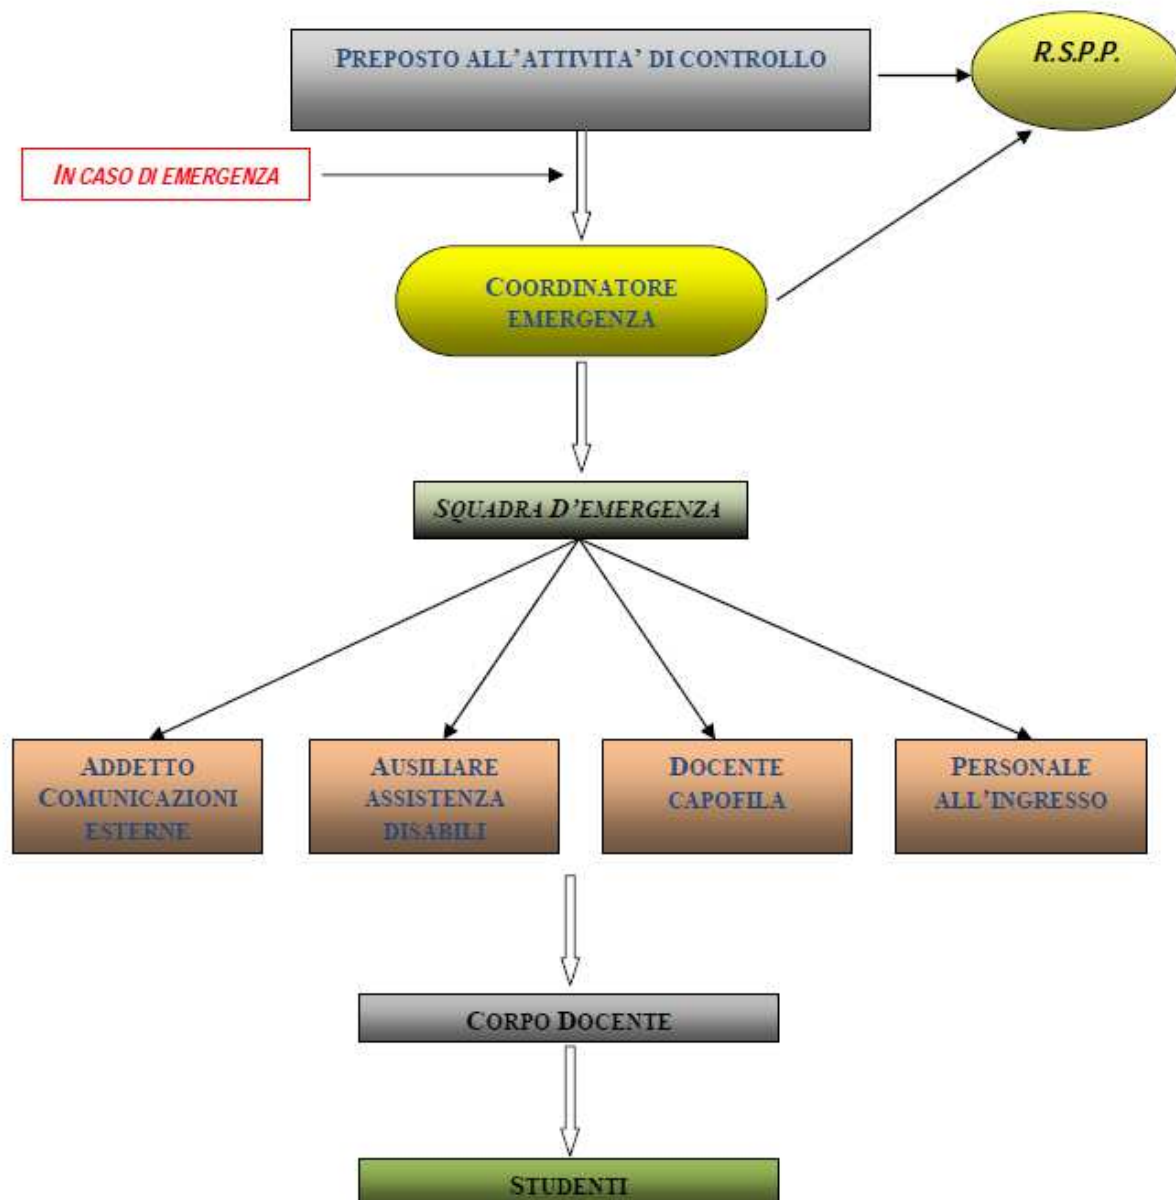 PREPOSTO ALL'ATTIVITA' DI CONTROLLO
R.S.P.P.
IN CASO DI EMERGENZA
COORDINATORE
EMERGENZA
SQUADRA D'EMERGENZA
ADDETTO
COMUNICAZIONI
ESTERNE
AUSILIARE
ASSISTENZA
DISABILI
DOCENTE
CAPOFILA
PERSONALE
ALL'INGRESSO
CORPO DOCENTE
STUDENTI